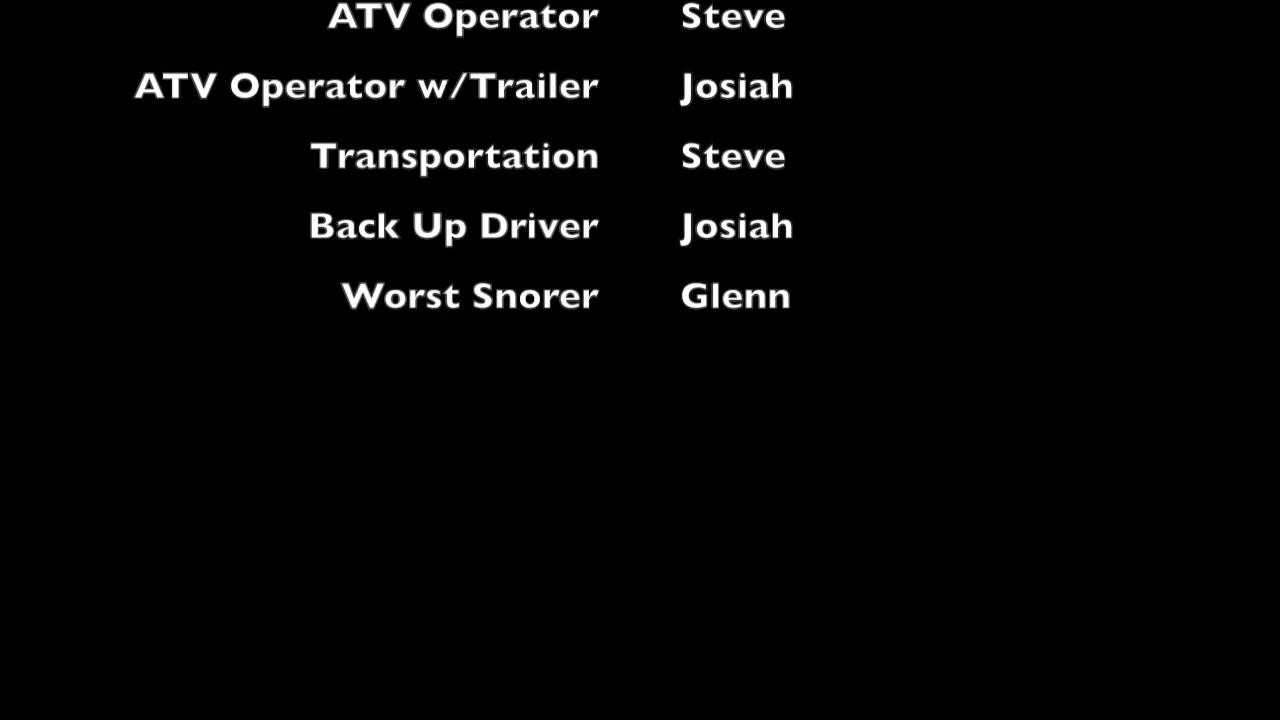 ATV Operator Steve
ATV Operator w/Trailer Josiah
Transportation Steve
Back Up Driver Josiah
Worst Snorer Glenn